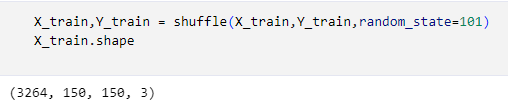 X_train,Y_train = shuffle(X_train,Y_train,random_state=101)
X_train.shape
(3264, 150, 150, 3)